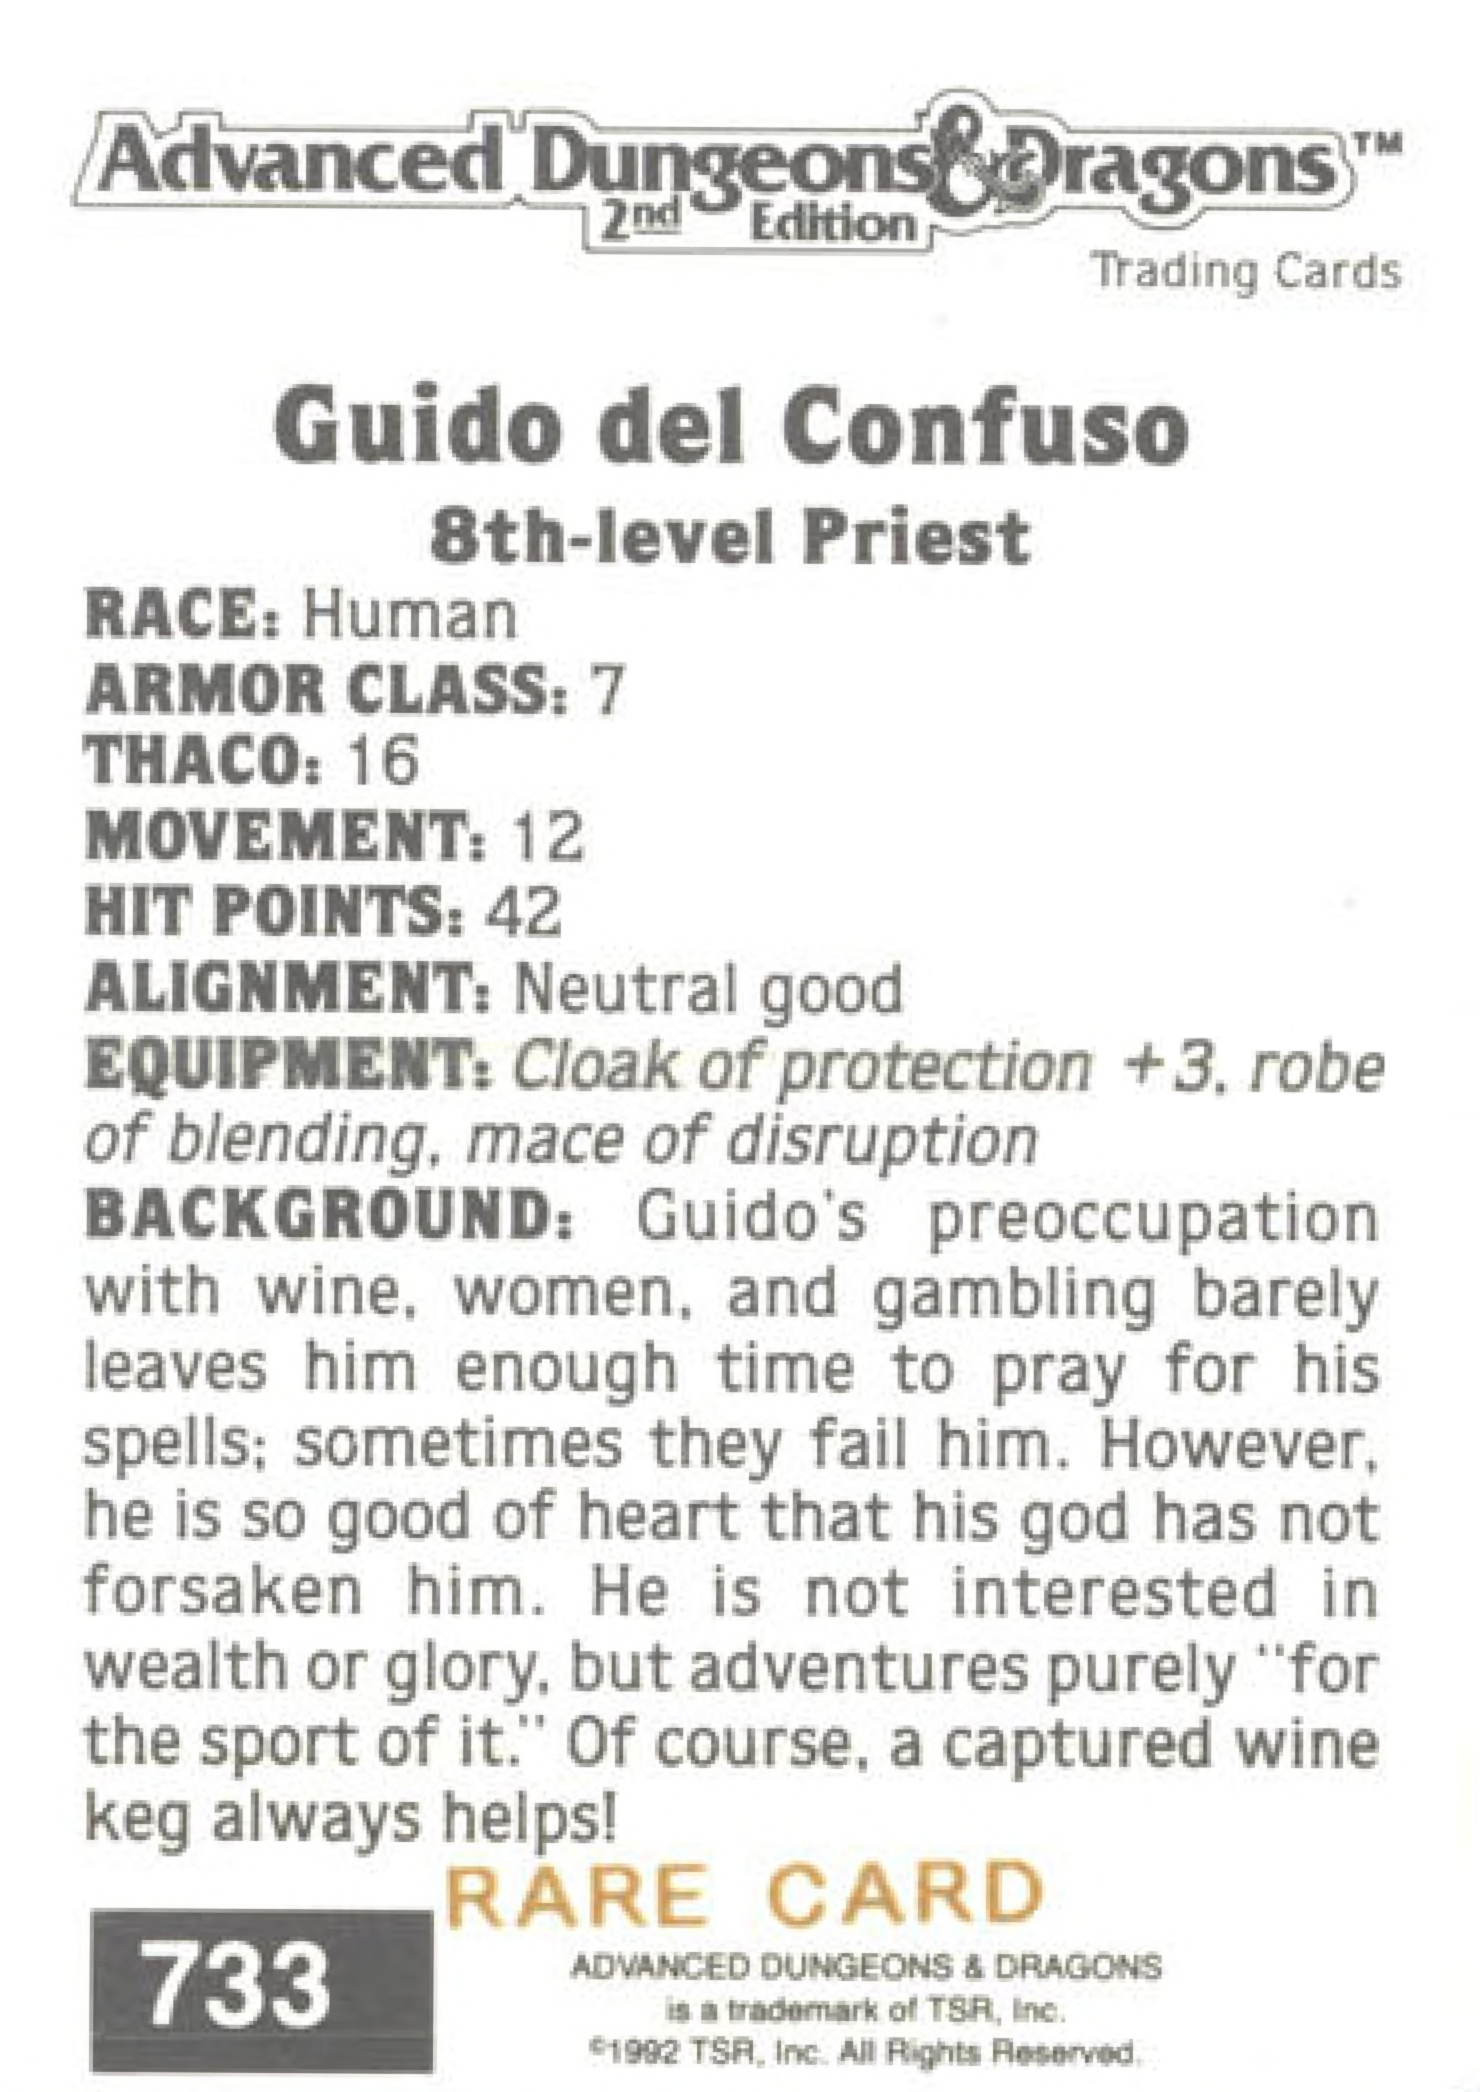 Advanced Dungeons & Dragons™
2nd Edition
Trading Cards
Guido del Confuso
8th-level Priest
RACE: Human
ARMOR CLASS: 7
THACO: 16
MOVEMENT: 12
HIT POINTS: 42
ALIGNMENT: Neutral good
EQUIPMENT: Cloak of protection +3, robe
of blending, mace of disruption
BACKGROUND: Guido's preoccupation
with wine, women, and gambling barely
leaves him enough time to pray for his
spells; sometimes they fail him. However,
he is so good of heart that his god has not
forsaken him. He is not interested in
wealth or glory, but adventures purely "for
the sport of it." Of course, a captured wine
keg always helps!
RARE CARD
733
ADVANCED DUNGEONS & DRAGONS
is a trademark of TSR, Inc.
©1992 TSR, Inc. All Rights Reserved.